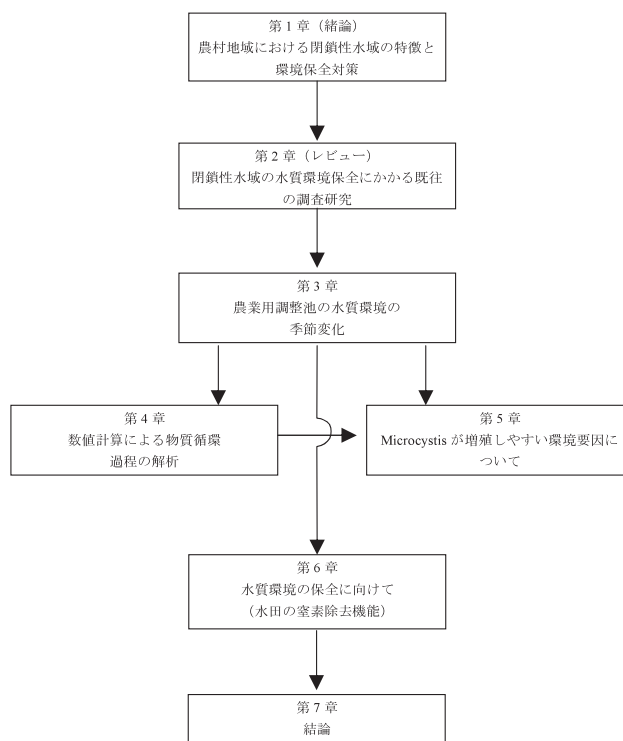 第 1 章（緒論）
農村地域における閉鎖性水域の特徴と
環境保全対策
第 2 章（レビュー）
閉鎖性水域の水質環境保全にかかる既往
の調査研究
第 3 章
農業用調整池の水質環境の
季節変化
第 4 章
数値計算による物質循環
過程の解析
第 5 章
Microcystis が増殖しやすい環境要因に
ついて
第 6 章
水質環境の保全に向けて
（水田の窒素除去機能）
第 7 章
結論